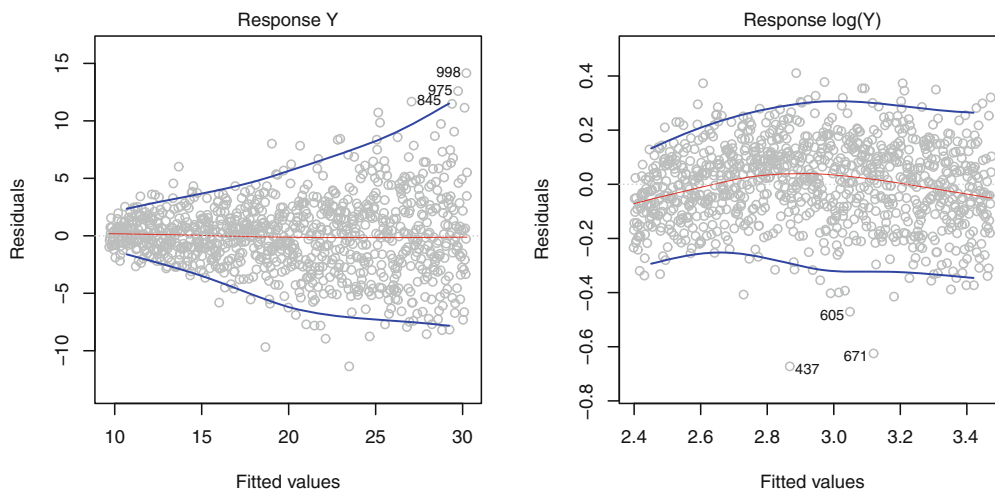 Response Y
Residuals
15
10
5
0
−5
−10
998
975
845
10 15 20 25 30
Fitted values
Response log(Y)
Residuals
0.4
0.2
0.0
−0.2
−0.4
−0.6
−0.8
605
671
437
2.4 2.6 2.8 3.0 3.2 3.4
Fitted values